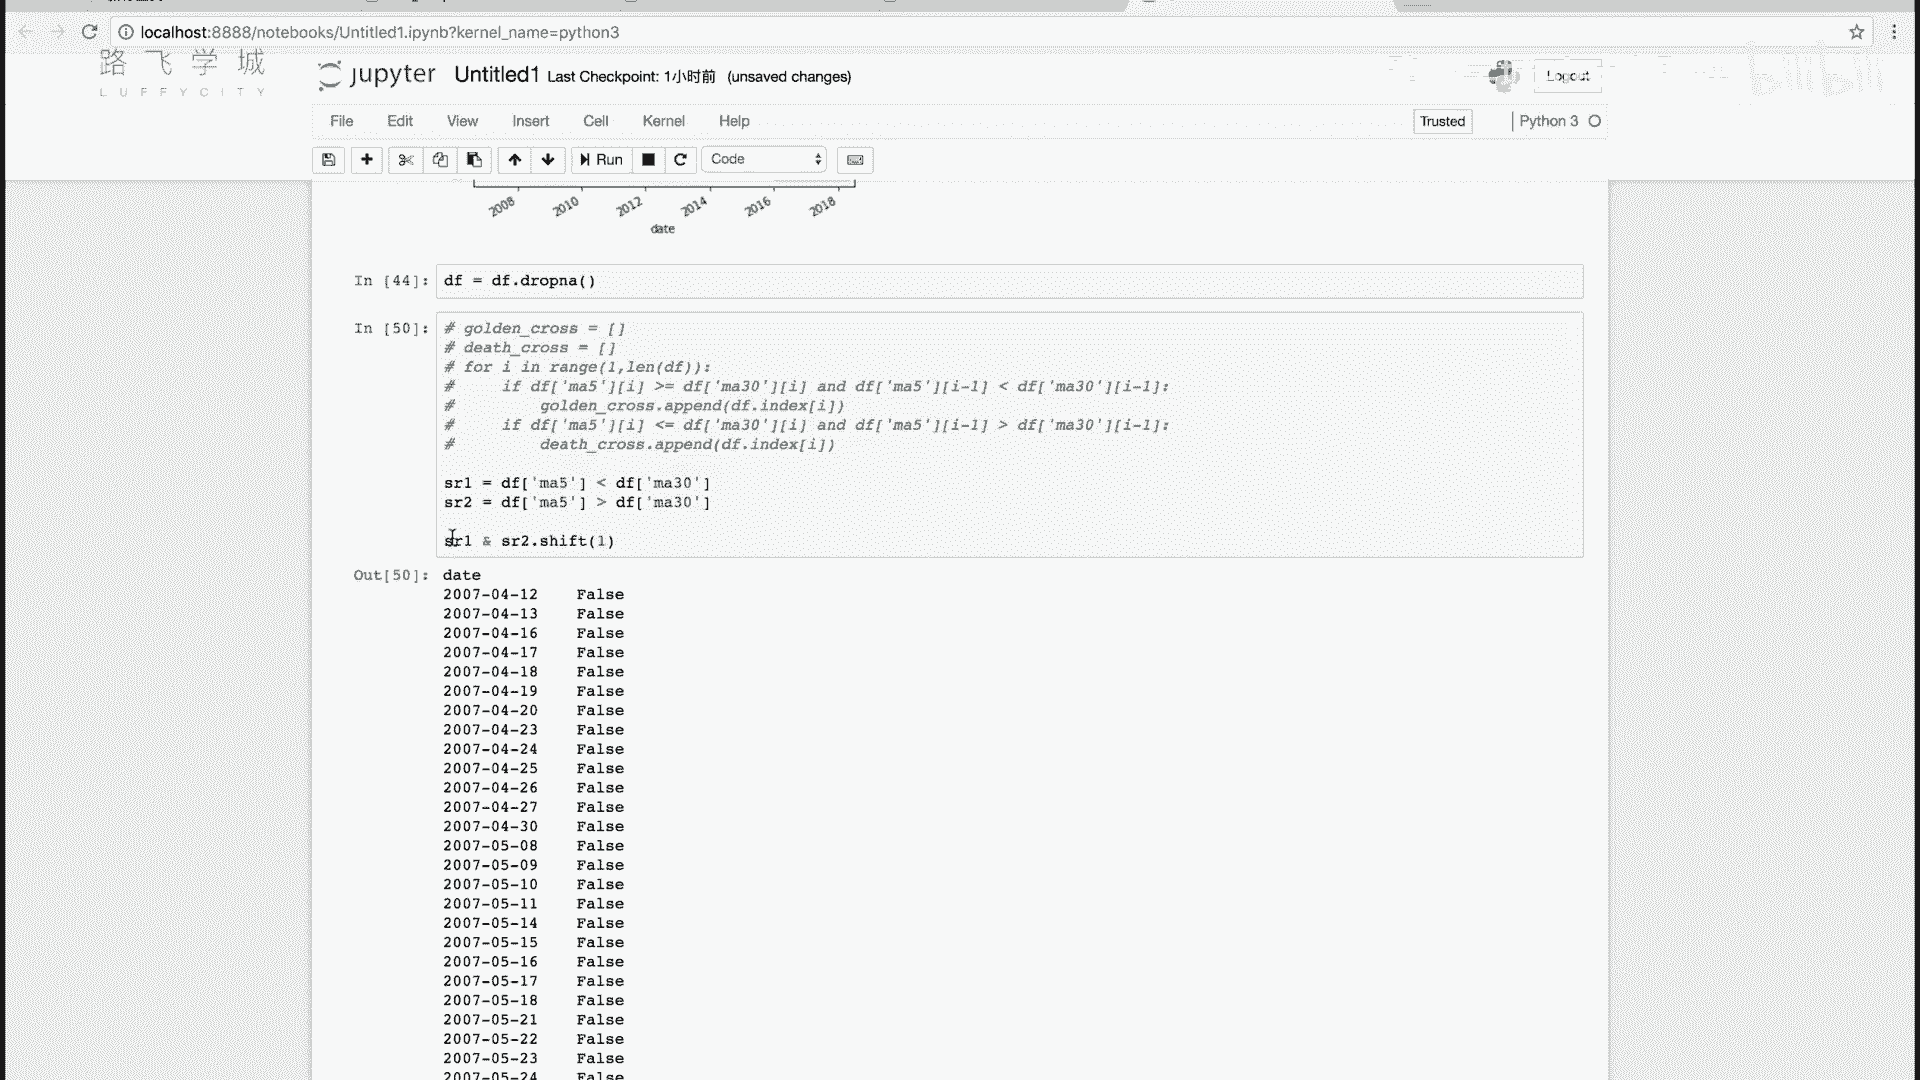 localhost:8888/notebooks/Untitled1.ipynb?kernel_name=python3
路飞学城
LUFFYCITY
jupyter Untitled1 Last Checkpoint: 1小时前 (unsaved changes)
Logout
bilibili
File Edit View Insert Cell Kernel Help
Trusted
Python 3
Run
Code
2008 2010 2012 2014 2016 2018
date
In [44]: df = df.dropna()
In [50]: # golden_cross = []
# death_cross = []
# for i in range(1,len(df)):
#     if df['ma5'][i] >= df['ma30'][i] and df['ma5'][i-1] < df['ma30'][i-1]:
#         golden_cross.append(df.index[i])
#     if df['ma5'][i] <= df['ma30'][i] and df['ma5'][i-1] > df['ma30'][i-1]:
#         death_cross.append(df.index[i])
sr1 = df['ma5'] < df['ma30']
sr2 = df['ma5'] > df['ma30']
sr1 & sr2.shift(1)
Out[50]: date
2007-04-12 False
2007-04-13 False
2007-04-16 False
2007-04-17 False
2007-04-18 False
2007-04-19 False
2007-04-20 False
2007-04-23 False
2007-04-24 False
2007-04-25 False
2007-04-26 False
2007-04-27 False
2007-04-30 False
2007-05-08 False
2007-05-09 False
2007-05-10 False
2007-05-11 False
2007-05-14 False
2007-05-15 False
2007-05-16 False
2007-05-17 False
2007-05-18 False
2007-05-21 False
2007-05-22 False
2007-05-23 False
2007-05-24 False